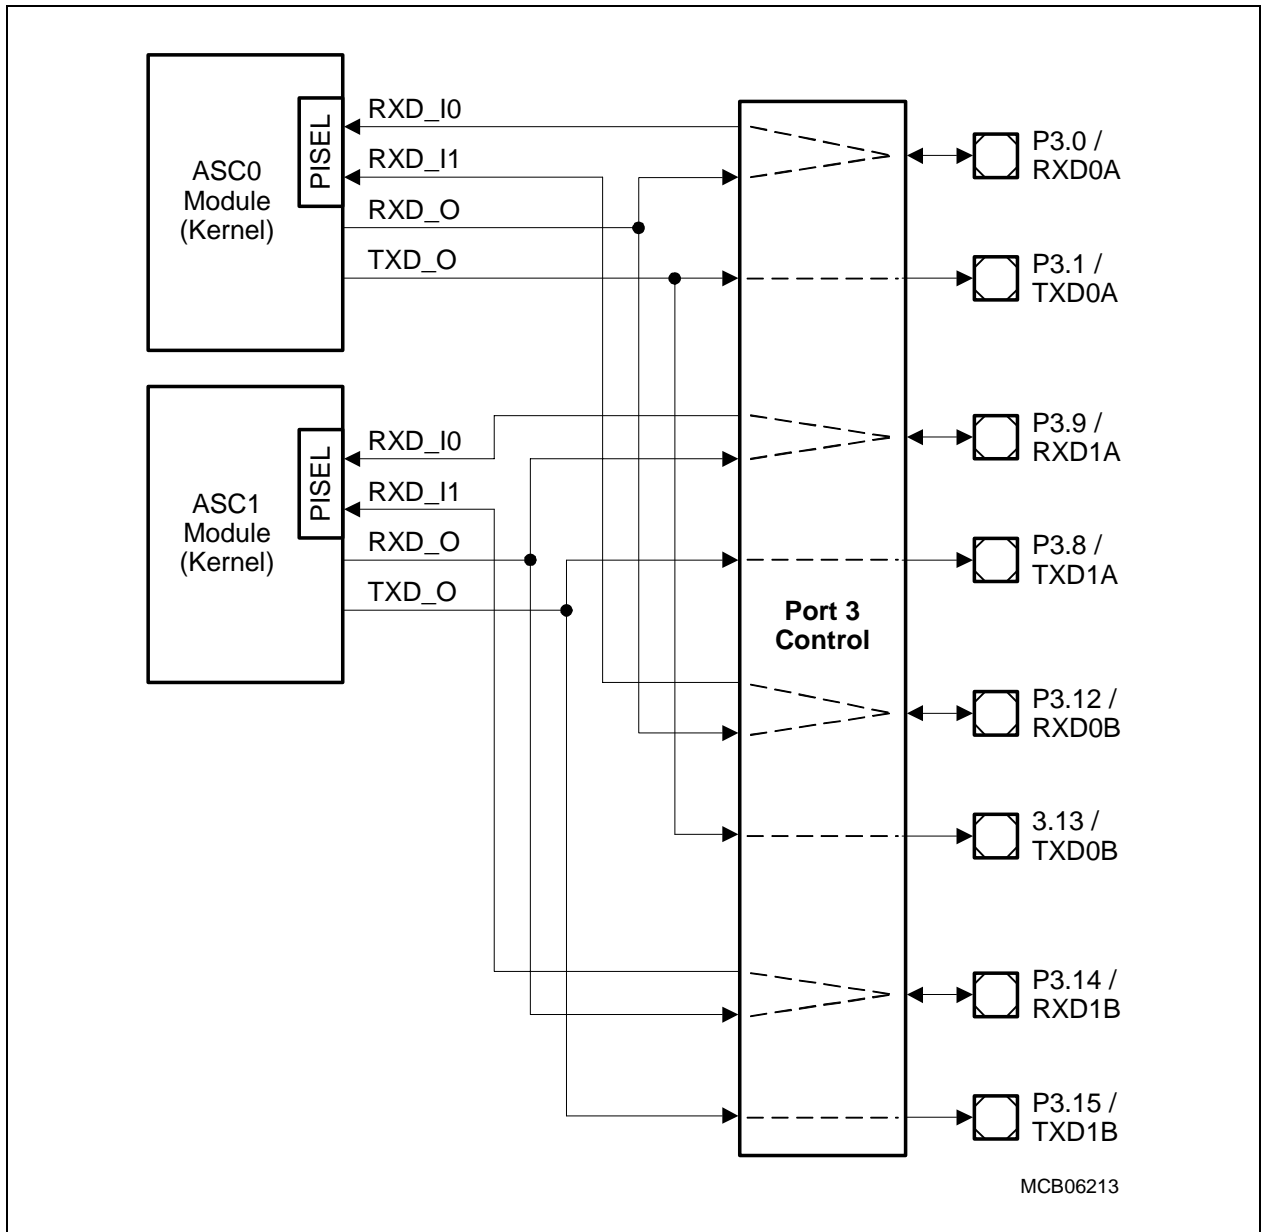 ASC0
Module
(Kernel)
PISEL
RXD_I0
RXD_I1
RXD_O
TXD_O
P3.0 /
RXD0A
P3.1 /
TXD0A
ASC1
Module
(Kernel)
PISEL
RXD_I0
RXD_I1
RXD_O
TXD_O
P3.9 /
RXD1A
P3.8 /
TXD1A
Port 3
Control
P3.12 /
RXD0B
3.13 /
TXD0B
P3.14 /
RXD1B
P3.15 /
TXD1B
MCB06213